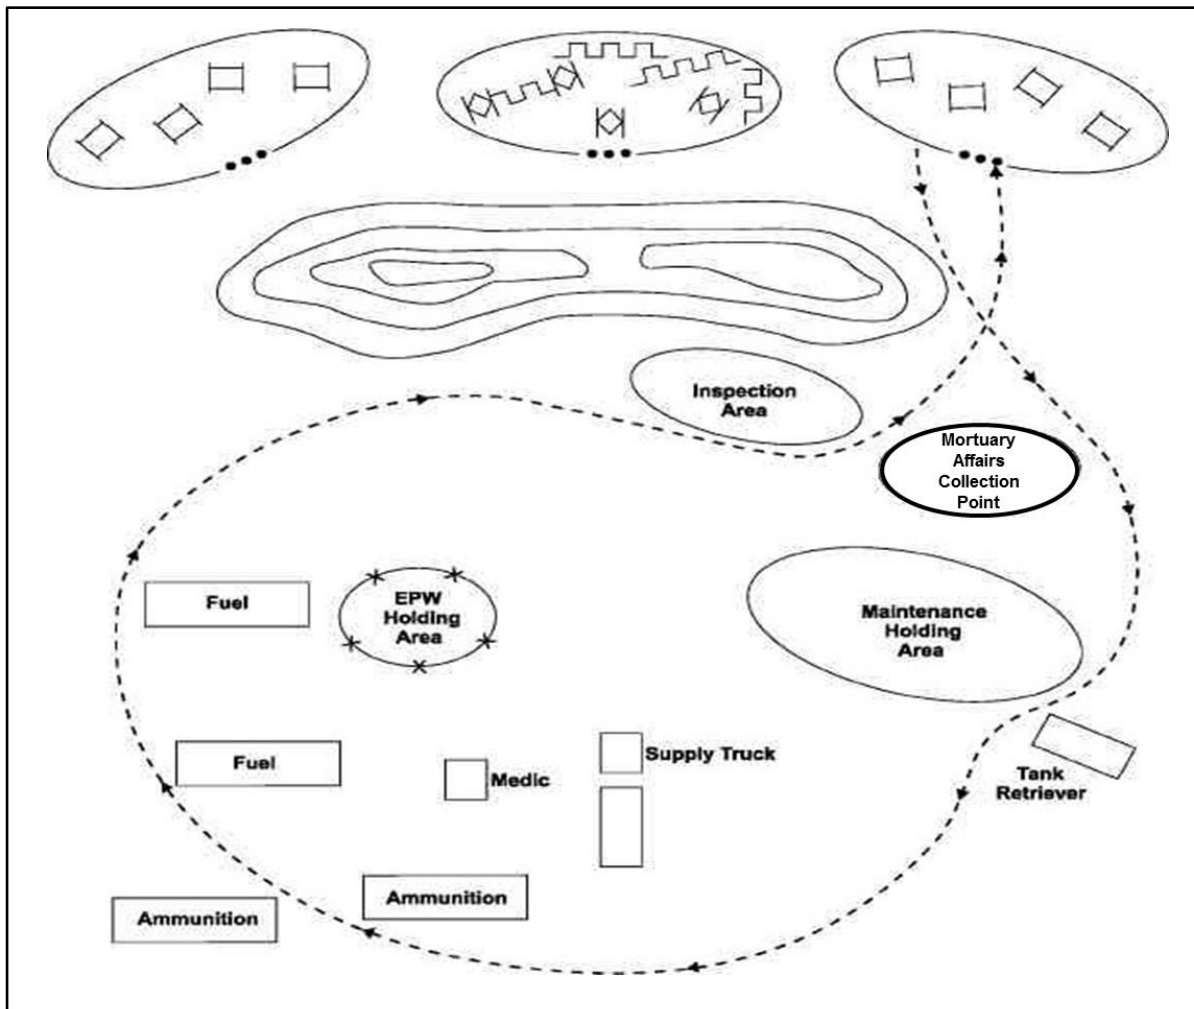 Inspection
Area
Mortuary
Affairs
Collection
Point
Fuel
EPW
Holding
Area
Maintenance
Holding
Area
Fuel
Medic
Supply Truck
Tank
Retriever
Ammunition
Ammunition